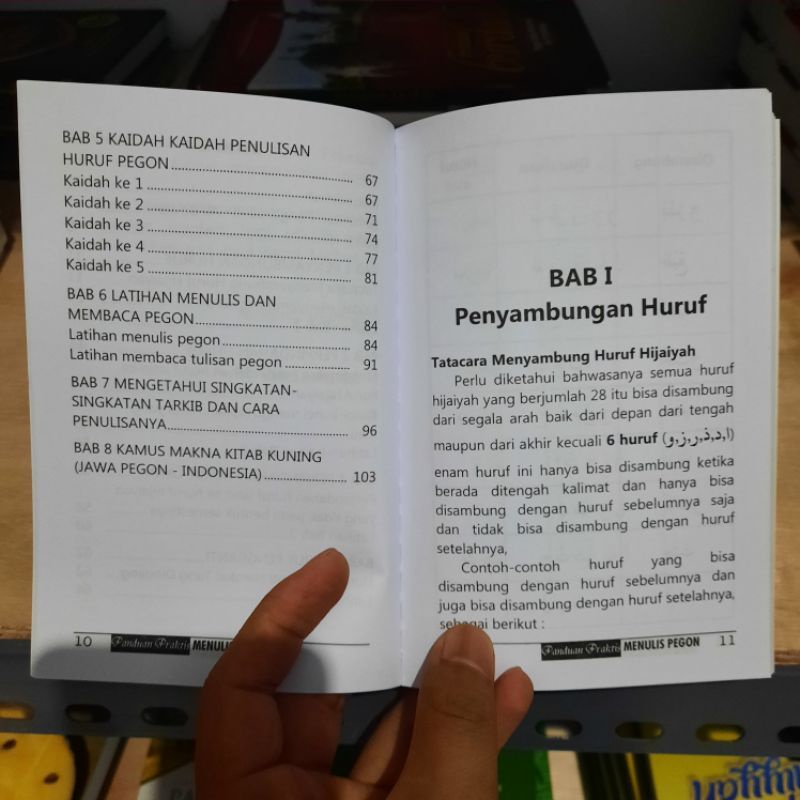 BAB 5 KAIDAH KAIDAH PENULISAN
HURUF PEGON........................................ 67
Kaidah ke 1............................................. 67
Kaidah ke 2............................................. 71
Kaidah ke 3............................................. 74
Kaidah ke 4............................................. 77
Kaidah ke 5............................................. 81
BAB 6 LATIHAN MENULIS DAN
MEMBACA PEGON.................................. 84
Latihan menulis pegon............................ 84
Latihan membaca tulisan pegon.............. 91
BAB 7 MENGETAHUI SINGKATAN-
SINGKATAN TARKIB DAN CARA
PENULISANYA........................................ 96
BAB 8 KAMUS MAKNA KITAB KUNING
(JAWA PEGON - INDONESIA)................. 103
10 Panduan Praktis MENULIS
BAB I
Penyambungan Huruf
Tatacara Menyambung Huruf Hijaiyah
Perlu diketahui bahwasanya semua huruf
hijaiyah yang berjumlah 28 itu bisa disambung
dari segala arah baik dari depan dari tengah
maupun dari akhir kecuali 6 huruf (ا,د,ذ,ر,ز,و)
enam huruf ini hanya bisa disambung ketika
berada ditengah kalimat dan hanya bisa
disambung dengan huruf sebelumnya saja
dan tidak bisa disambung dengan huruf
setelahnya,
Contoh-contoh huruf yang bisa
disambung dengan huruf sebelumnya dan
juga bisa disambung dengan huruf setelahnya,
sebagai berikut :
Panduan Praktis MENULIS PEGON 11